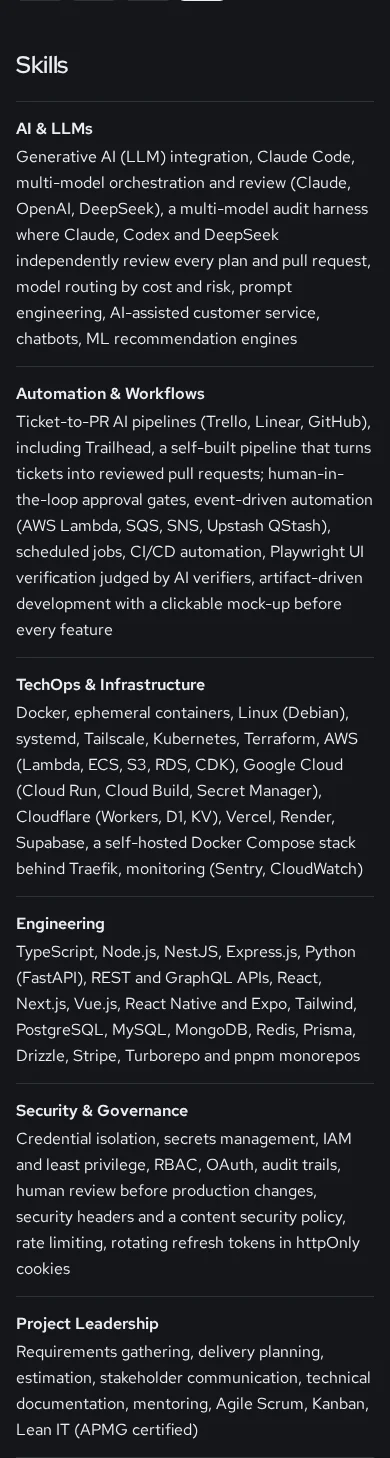 Skills
AI & LLMs
Generative AI (LLM) integration, Claude Code,
multi-model orchestration and review (Claude,
OpenAI, DeepSeek), a multi-model audit harness
where Claude, Codex and DeepSeek
independently review every plan and pull request,
model routing by cost and risk, prompt
engineering, AI-assisted customer service,
chatbots, ML recommendation engines
Automation & Workflows
Ticket-to-PR AI pipelines (Trello, Linear, GitHub),
including Trailhead, a self-built pipeline that turns
tickets into reviewed pull requests; human-in-
the-loop approval gates, event-driven automation
(AWS Lambda, SQS, SNS, Upstash QStash),
scheduled jobs, CI/CD automation, Playwright UI
verification judged by AI verifiers, artifact-driven
development with a clickable mock-up before
every feature
TechOps & Infrastructure
Docker, ephemeral containers, Linux (Debian),
systemd, Tailscale, Kubernetes, Terraform, AWS
(Lambda, ECS, S3, RDS, CDK), Google Cloud
(Cloud Run, Cloud Build, Secret Manager),
Cloudflare (Workers, D1, KV), Vercel, Render,
Supabase, a self-hosted Docker Compose stack
behind Traefik, monitoring (Sentry, CloudWatch)
Engineering
TypeScript, Node.js, NestJS, Express.js, Python
(FastAPI), REST and GraphQL APIs, React,
Next.js, Vue.js, React Native and Expo, Tailwind,
PostgreSQL, MySQL, MongoDB, Redis, Prisma,
Drizzle, Stripe, Turborepo and pnpm monorepos
Security & Governance
Credential isolation, secrets management, IAM
and least privilege, RBAC, OAuth, audit trails,
human review before production changes,
security headers and a content security policy,
rate limiting, rotating refresh tokens in httpOnly
cookies
Project Leadership
Requirements gathering, delivery planning,
estimation, stakeholder communication, technical
documentation, mentoring, Agile Scrum, Kanban,
Lean IT (APMG certified)